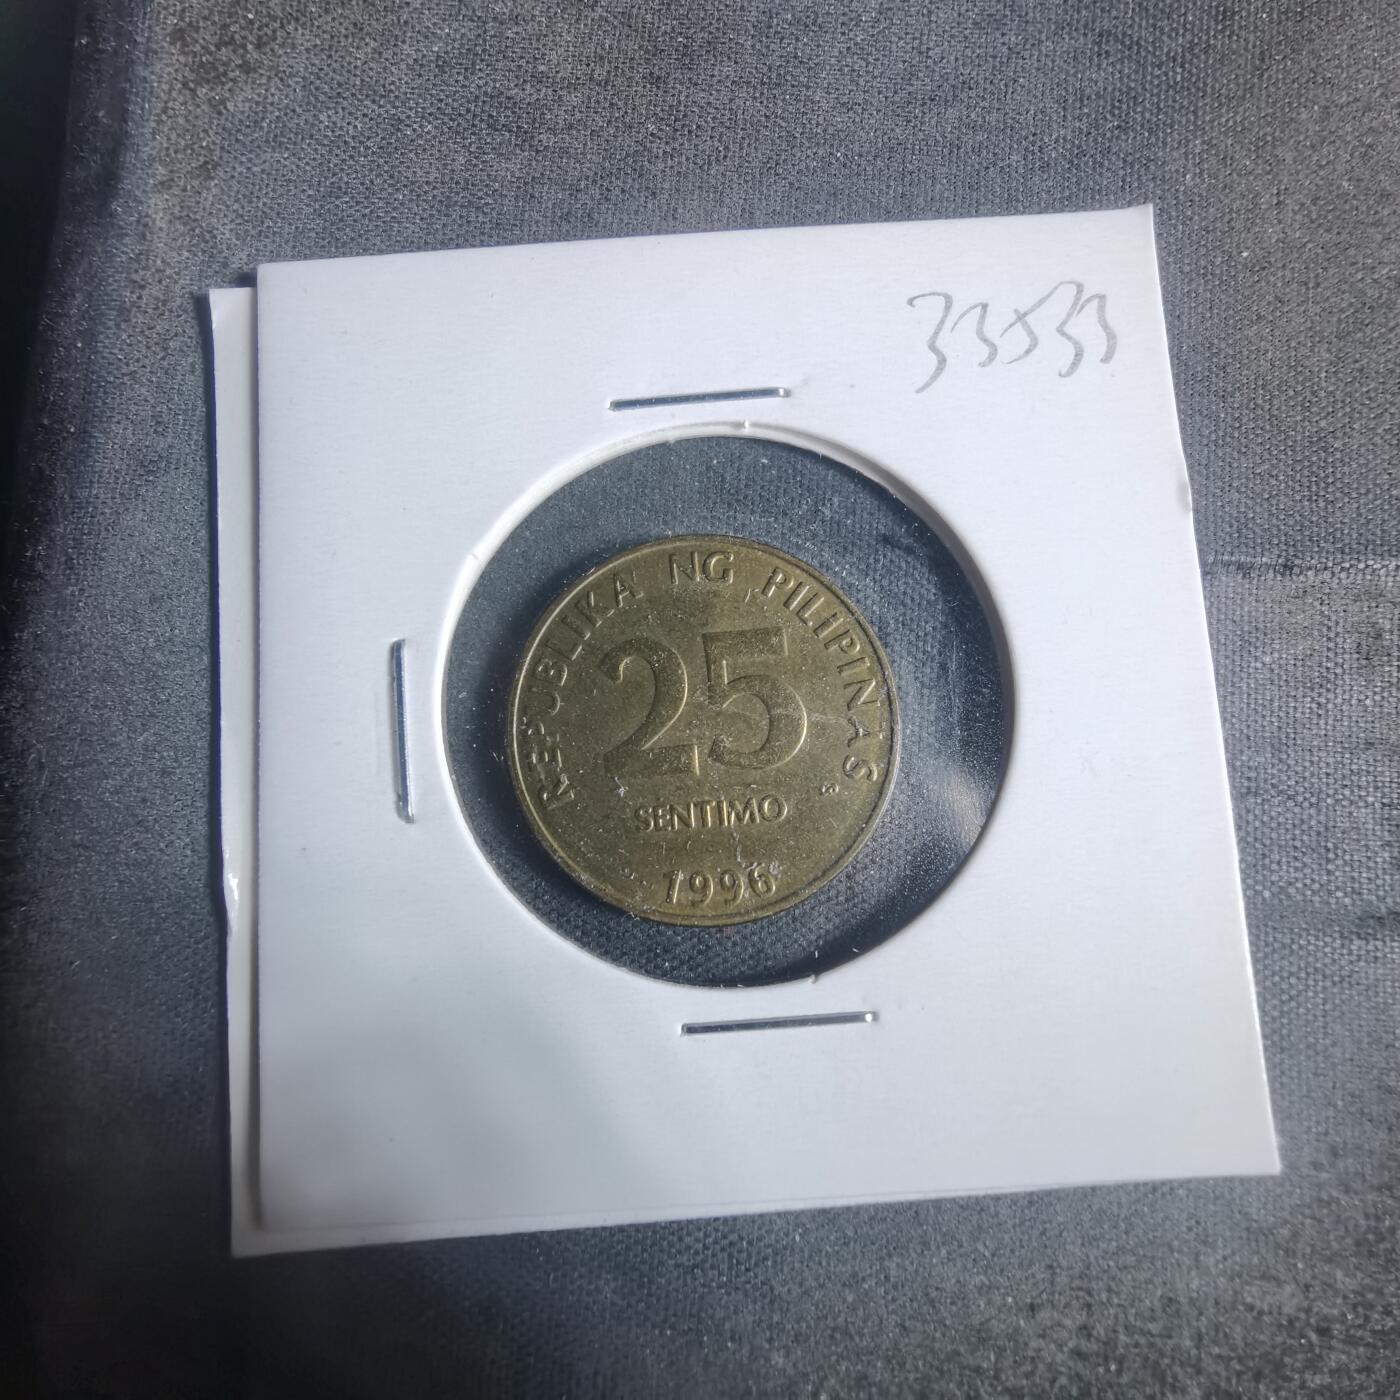 33533
REPUBLIKA NG PILIPINAS
25
SENTIMO
1996